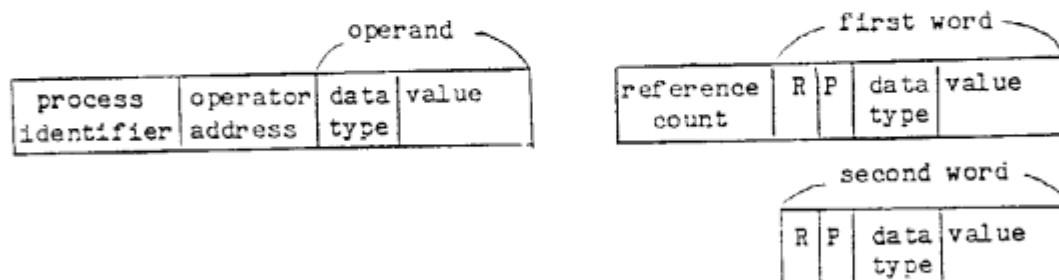 operand
process operator data value
identifier address type
first word
reference R P data value
count type
second word
R P data value
type